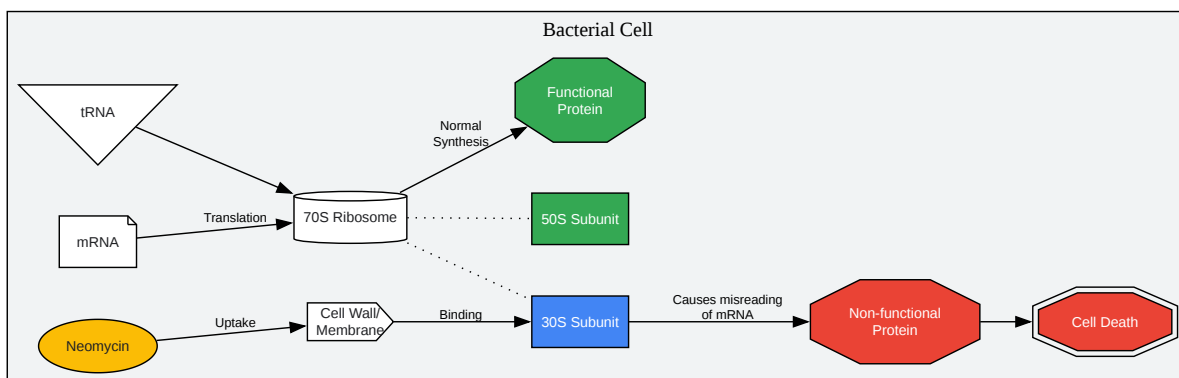 Bacterial Cell
Functional
Protein
tRNA
Normal
Synthesis
Translation
70S Ribosome
50S Subunit
mRNA
Uptake
Cell Wall/
Membrane
Binding
30S Subunit
Causes misreading
of mRNA
Non-functional
Protein
Cell Death
Neomycin